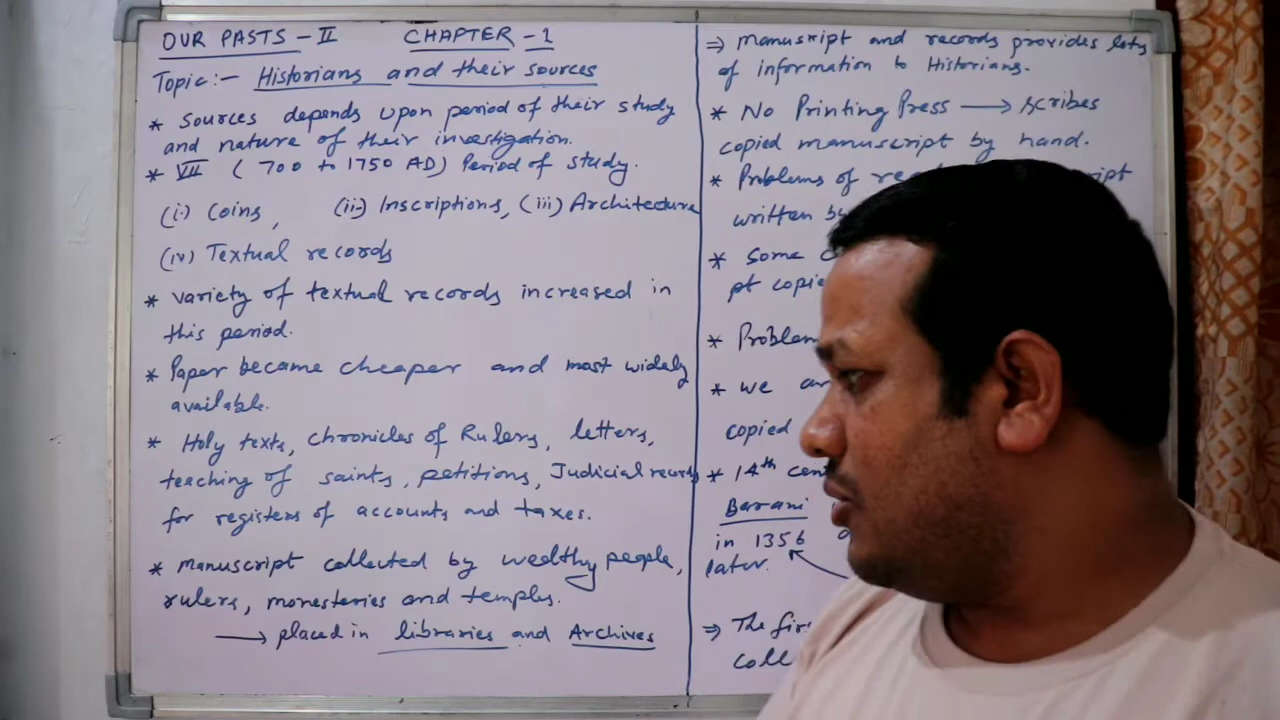 OUR PASTS - II CHAPTER - 1
Topic :- Historians and their sources
* Sources depends upon period of their study
and nature of their investigation.
* VII ( 700 to 1750 AD) Period of study.
(i) Coins, (ii) Inscriptions, (iii) Architecture
(iv) Textual records
* variety of textual records increased in
this period.
* Paper became cheaper and most widely
available.
* Holy texts, chronicles of Rulers, letters,
teaching of saints, petitions, Judicial records
for registers of accounts and taxes.
* manuscript collected by wealthy people,
rulers, monesteries and temples.
→ placed in libraries and Archives
⇒ manuskipt and records provides lots
of information to Historians.
* No Printing Press → scribes
copied manuscript by hand.
* Problems of
written by
* Some
pt
* Problem
* we
copied
* 14th
Barani
in 1356
later.
⇒ The